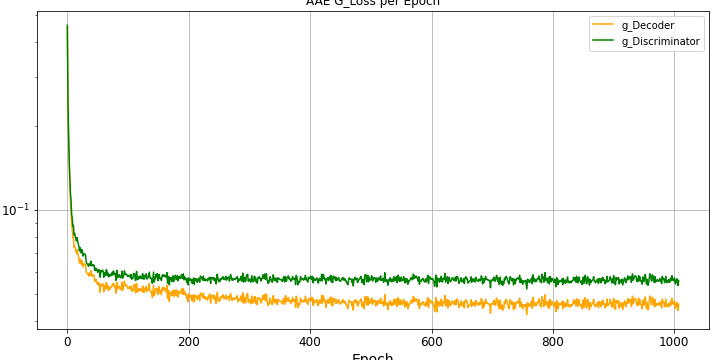 AAE G_Loss per Epoch
g_Decoder
g_Discriminator
10⁻¹
0 200 400 600 800 1000
Epoch